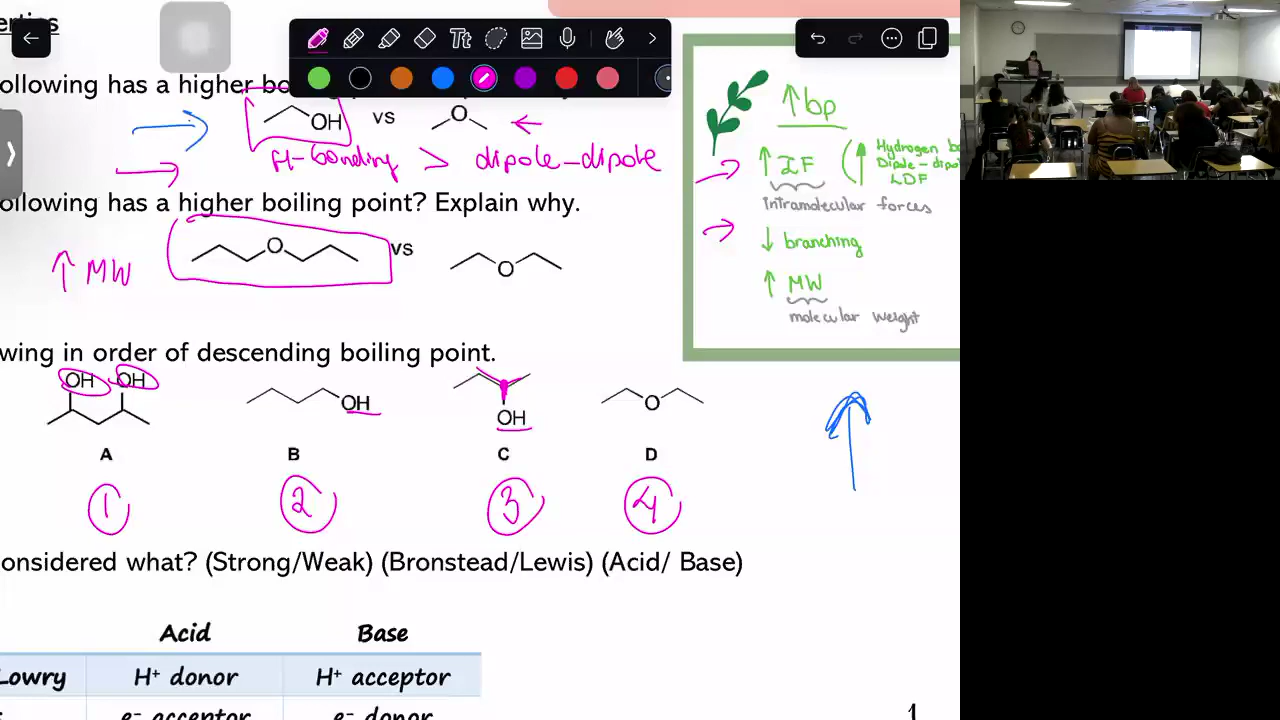 erties
Tt
ollowing has a higher bo
OH vs O
H-bonding > dipole-dipole
ollowing has a higher boiling point? Explain why.
↑ MW
O vs O
wing in order of descending boiling point.
OH OH OH OH O
A B C D
1 2 3 4
onsidered what? (Strong/Weak) (Bronstead/Lewis) (Acid/ Base)
Acid Base
Lowry H+ donor H+ acceptor
e- acceptor e- donor
1
↑ bp
↑ IF (↑ Hydrogen bo
Dipole-dipo
LDF
Intramolecular forces
↓ branching
↑ MW
molecular weight